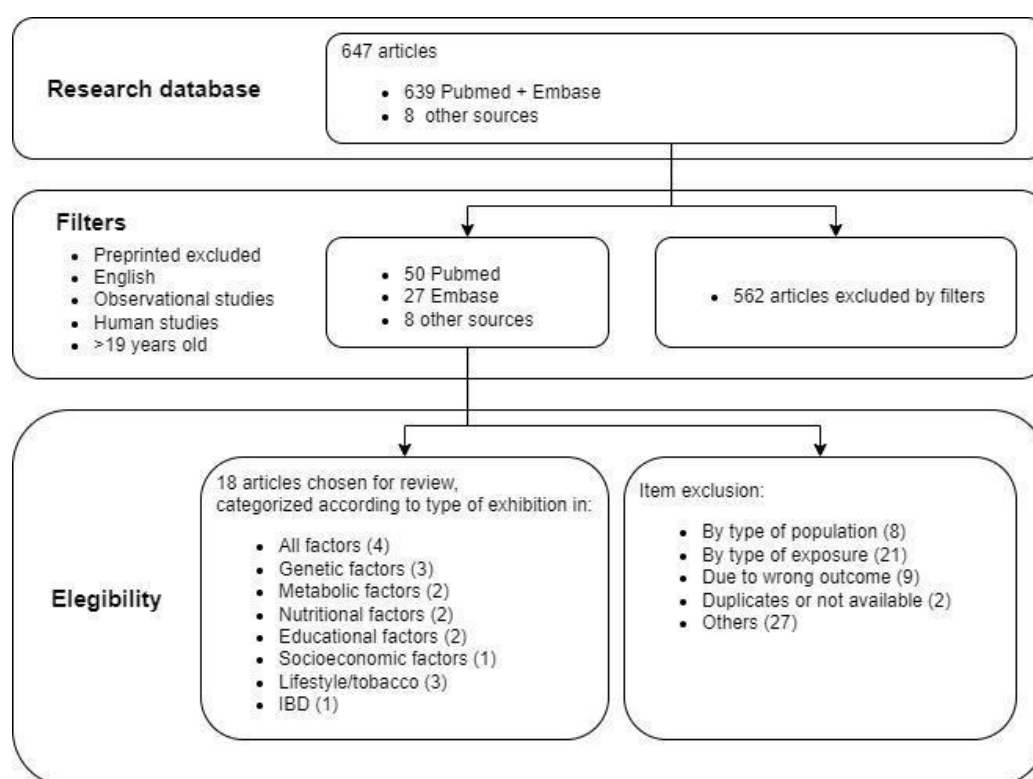 Research database
647 articles
• 639 Pubmed + Embase
• 8 other sources
Filters
• Preprinted excluded
• English
• Observational studies
• Human studies
• >19 years old
• 50 Pubmed
• 27 Embase
• 8 other sources
• 562 articles excluded by filters
Elegibility
18 articles chosen for review,
categorized according to type of exhibition in:
• All factors (4)
• Genetic factors (3)
• Metabolic factors (2)
• Nutritional factors (2)
• Educational factors (2)
• Socioeconomic factors (1)
• Lifestyle/tobacco (3)
• IBD (1)
Item exclusion:
• By type of population (8)
• By type of exposure (21)
• Due to wrong outcome (9)
• Duplicates or not available (2)
• Others (27)